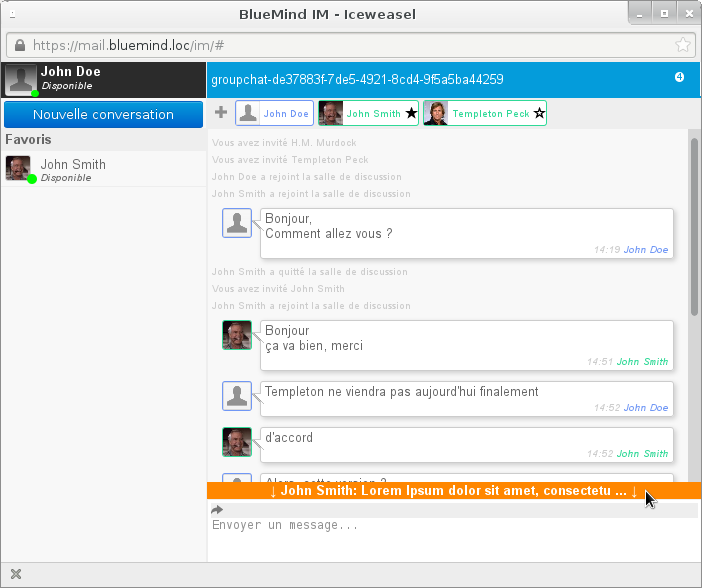 BlueMind IM - Iceweasel
https://mail.bluemind.loc/im/#
John Doe
Disponible
groupchat-de37883f-7de5-4921-8cd4-9f5a5ba44259
4
Nouvelle conversation
John Doe
John Smith ★
Templeton Peck ☆
Favoris
John Smith
Disponible
Vous avez invité H.M. Murdock
Vous avez invité Templeton Peck
John Doe a rejoint la salle de discussion
John Smith a rejoint la salle de discussion
Bonjour,
Comment allez vous ?
14:19 John Doe
John Smith a quitté la salle de discussion
Vous avez invité John Smith
John Smith a rejoint la salle de discussion
Bonjour
ça va bien, merci
14:51 John Smith
Templeton ne viendra pas aujourd'hui finalement
14:52 John Doe
d'accord
14:52 John Smith
Alors, cette version ?
↓ John Smith: Lorem Ipsum dolor sit amet, consectetu ... ↓
Envoyer un message...